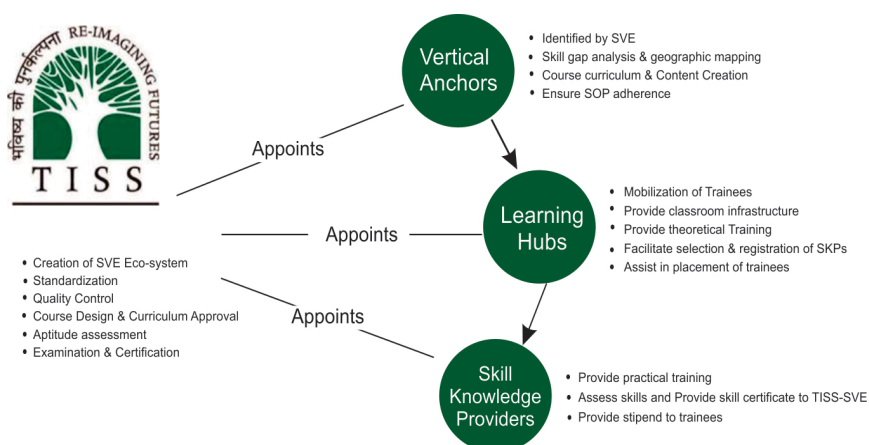 भविष्य की पुनर्कल्पना RE-IMAGINING FUTURES
TISS
• Creation of SVE Eco-system
• Standardization
• Quality Control
• Course Design & Curriculum Approval
• Aptitude assessment
• Examination & Certification
Appoints
Appoints
Appoints
Vertical
Anchors
• Identified by SVE
• Skill gap analysis & geographic mapping
• Course curriculum & Content Creation
• Ensure SOP adherence
Learning
Hubs
• Mobilization of Trainees
• Provide classroom infrastructure
• Provide theoretical Training
• Facilitate selection & registration of SKPs
• Assist in placement of trainees
Skill
Knowledge
Providers
• Provide practical training
• Assess skills and Provide skill certificate to TISS-SVE
• Provide stipend to trainees